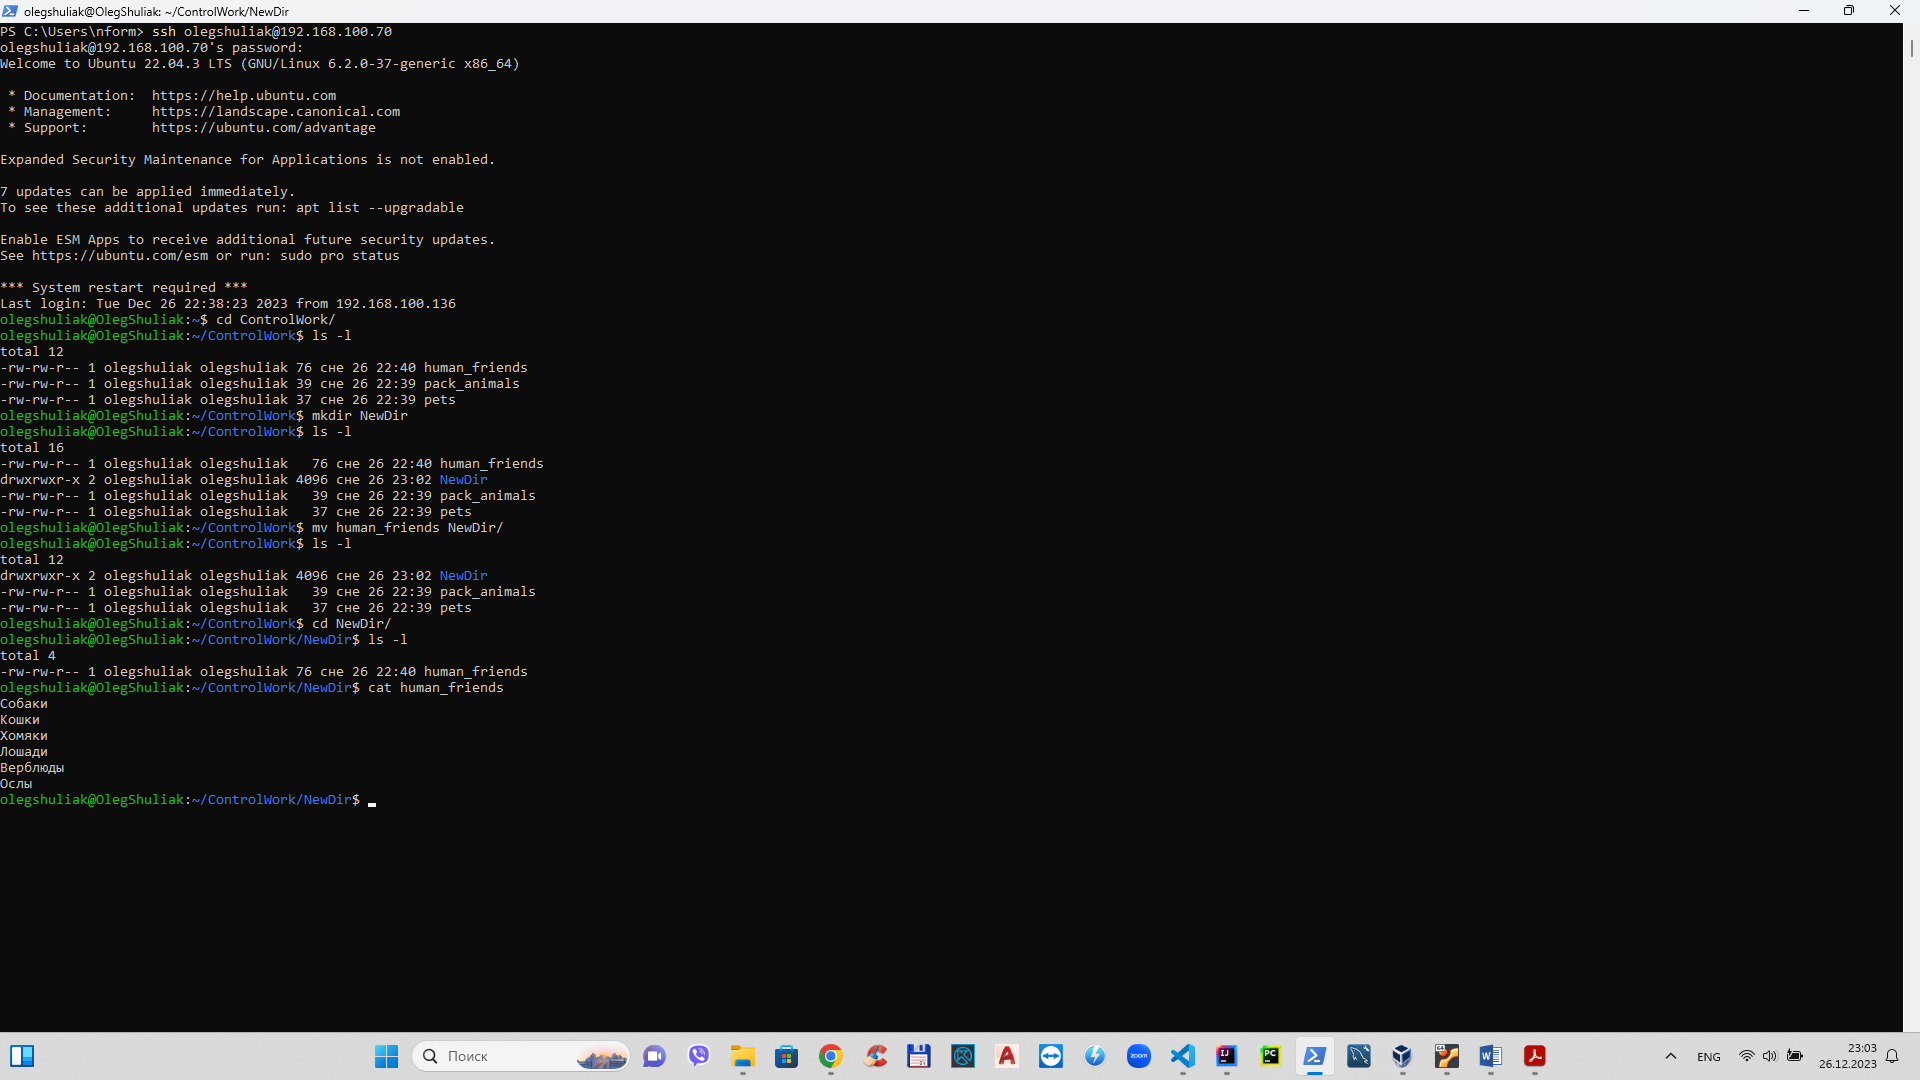 olegshuliak@OlegShuliak: ~/ControlWork/NewDir
PS C:\Users\nform> ssh olegshuliak@192.168.100.70
olegshuliak@192.168.100.70's password:
Welcome to Ubuntu 22.04.3 LTS (GNU/Linux 6.2.0-37-generic x86_64)
 * Documentation:  https://help.ubuntu.com
 * Management:     https://landscape.canonical.com
 * Support:        https://ubuntu.com/advantage
Expanded Security Maintenance for Applications is not enabled.
7 updates can be applied immediately.
To see these additional updates run: apt list --upgradable
Enable ESM Apps to receive additional future security updates.
See https://ubuntu.com/esm or run: sudo pro status
*** System restart required ***
Last login: Tue Dec 26 22:38:23 2023 from 192.168.100.136
olegshuliak@OlegShuliak:~$ cd ControlWork/
olegshuliak@OlegShuliak:~/ControlWork$ ls -l
total 12
-rw-rw-r-- 1 olegshuliak olegshuliak 76 сне 26 22:40 human_friends
-rw-rw-r-- 1 olegshuliak olegshuliak 39 сне 26 22:39 pack_animals
-rw-rw-r-- 1 olegshuliak olegshuliak 37 сне 26 22:39 pets
olegshuliak@OlegShuliak:~/ControlWork$ mkdir NewDir
olegshuliak@OlegShuliak:~/ControlWork$ ls -l
total 16
-rw-rw-r-- 1 olegshuliak olegshuliak   76 сне 26 22:40 human_friends
drwxrwxr-x 2 olegshuliak olegshuliak 4096 сне 26 23:02 NewDir
-rw-rw-r-- 1 olegshuliak olegshuliak   39 сне 26 22:39 pack_animals
-rw-rw-r-- 1 olegshuliak olegshuliak   37 сне 26 22:39 pets
olegshuliak@OlegShuliak:~/ControlWork$ mv human_friends NewDir/
olegshuliak@OlegShuliak:~/ControlWork$ ls -l
total 12
drwxrwxr-x 2 olegshuliak olegshuliak 4096 сне 26 23:02 NewDir
-rw-rw-r-- 1 olegshuliak olegshuliak   39 сне 26 22:39 pack_animals
-rw-rw-r-- 1 olegshuliak olegshuliak   37 сне 26 22:39 pets
olegshuliak@OlegShuliak:~/ControlWork$ cd NewDir/
olegshuliak@OlegShuliak:~/ControlWork/NewDir$ ls -l
total 4
-rw-rw-r-- 1 olegshuliak olegshuliak 76 сне 26 22:40 human_friends
olegshuliak@OlegShuliak:~/ControlWork/NewDir$ cat human_friends
Собаки
Кошки
Хомяки
Лошади
Верблюды
Ослы
olegshuliak@OlegShuliak:~/ControlWork/NewDir$
Поиск
zoom
IJ
PC
ENG
23:03
26.12.2023